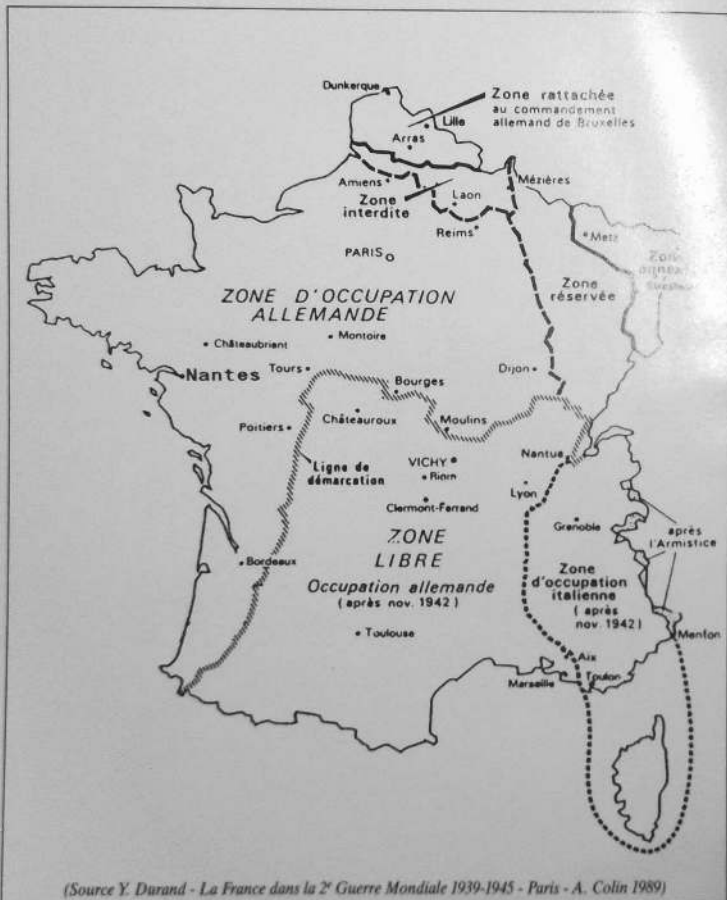 Dunkerque
Zone rattachée
au commandement
allemand de Bruxelles
Lille
Arras
Amiens
Zone
interdite
Laon
Mézières
Reims
Metz
PARIS
Zone
réservée
ZONE D'OCCUPATION
ALLEMANDE
Châteaubriant
Montoire
Nantes
Tours
Bourges
Dijon
Poitiers
Châteauroux
Moulins
Ligne de
démarcation
VICHY
Riom
Nantua
Lyon
Clermont-Ferrand
Grenoble
après
l'Armistice
ZONE
LIBRE
Occupation allemande
(après nov. 1942)
Bordeaux
Zone
d'occupation
italienne
(après
nov. 1942)
Menton
Toulouse
Aix
Marseille
Toulon
(Source Y. Durand - La France dans la 2e Guerre Mondiale 1939-1945 - Paris - A. Colin 1989)